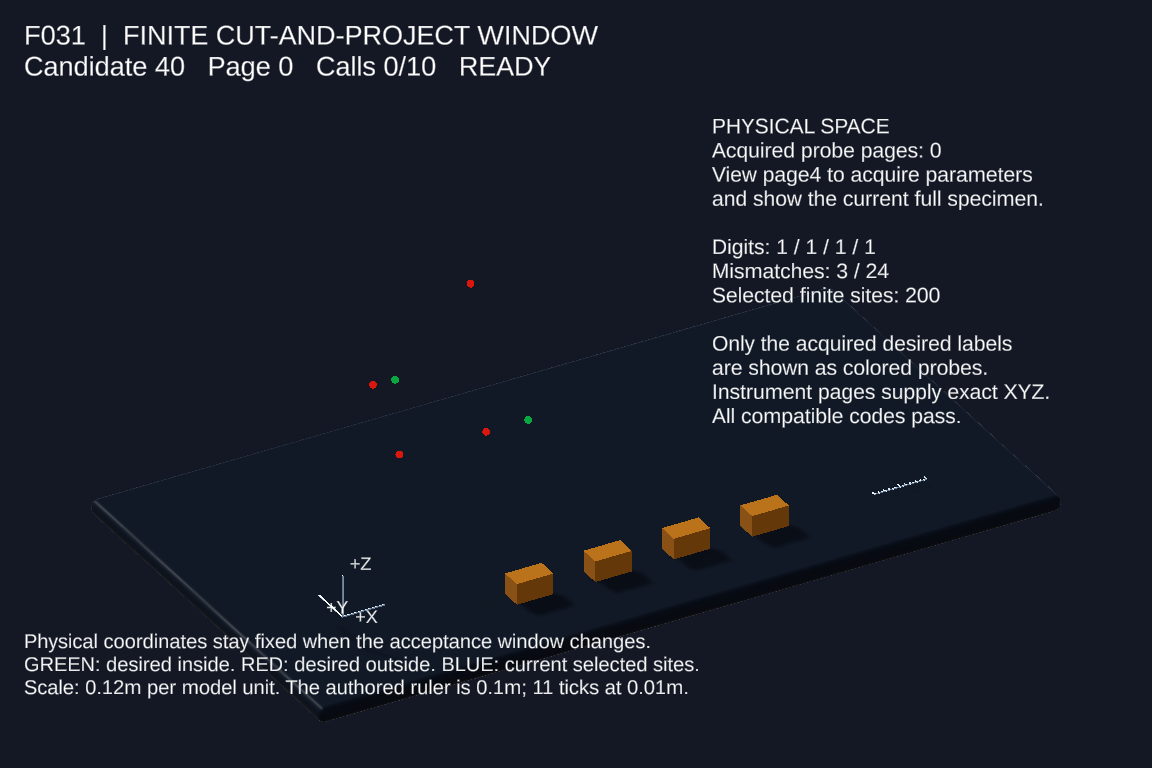 F031 | FINITE CUT-AND-PROJECT WINDOW
Candidate 40 Page 0 Calls 0/10 READY
PHYSICAL SPACE
Acquired probe pages: 0
View page4 to acquire parameters
and show the current full specimen.
Digits: 1 / 1 / 1 / 1
Mismatches: 3 / 24
Selected finite sites: 200
Only the acquired desired labels
are shown as colored probes.
Instrument pages supply exact XYZ.
All compatible codes pass.
+Z
+Y
+X
Physical coordinates stay fixed when the acceptance window changes.
GREEN: desired inside. RED: desired outside. BLUE: current selected sites.
Scale: 0.12m per model unit. The authored ruler is 0.1m; 11 ticks at 0.01m.